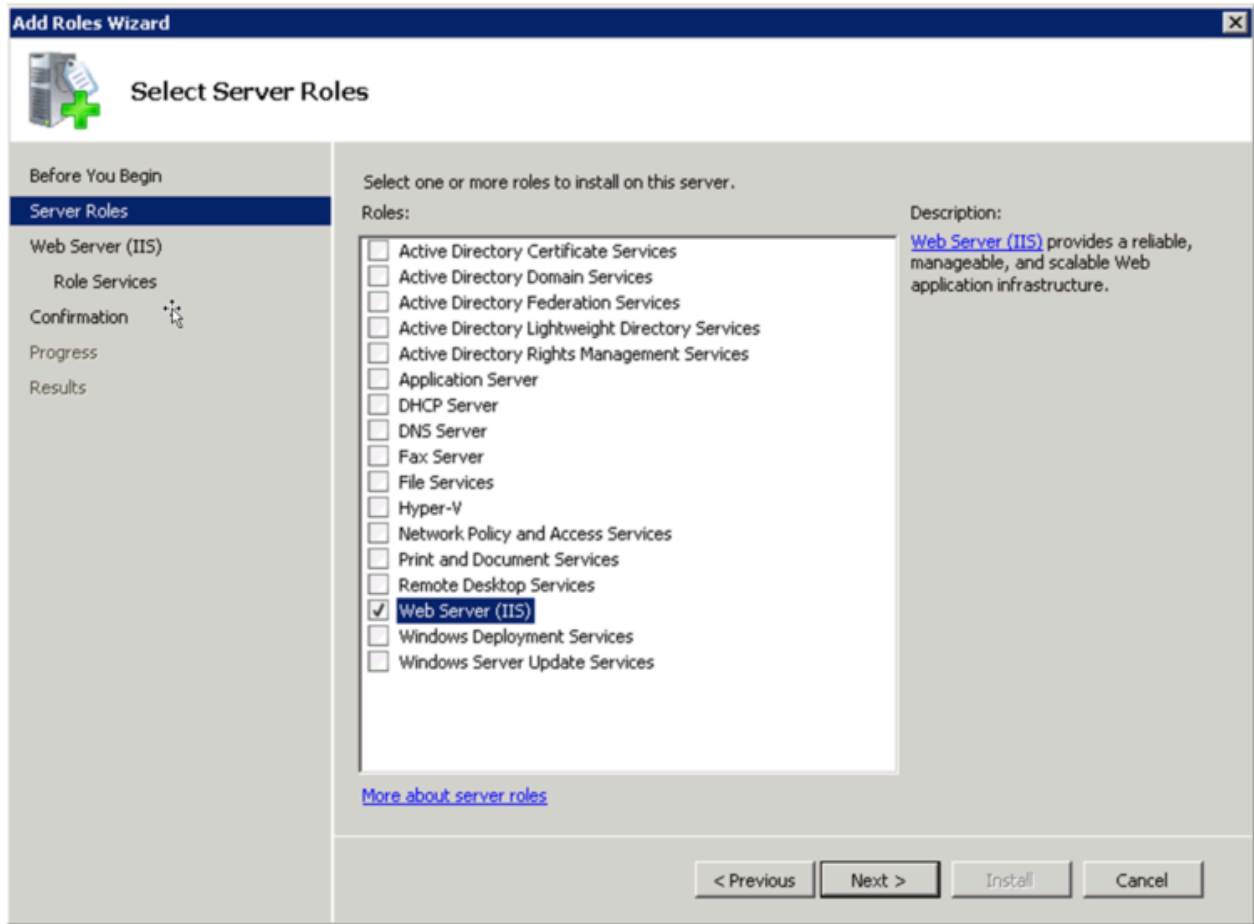 Add Roles Wizard
Select Server Roles
Before You Begin
Server Roles
Web Server (IIS)
Role Services
Confirmation
Progress
Results
Select one or more roles to install on this server.
Roles:
Active Directory Certificate Services
Active Directory Domain Services
Active Directory Federation Services
Active Directory Lightweight Directory Services
Active Directory Rights Management Services
Application Server
DHCP Server
DNS Server
Fax Server
File Services
Hyper-V
Network Policy and Access Services
Print and Document Services
Remote Desktop Services
Web Server (IIS)
Windows Deployment Services
Windows Server Update Services
More about server roles
Description:
Web Server (IIS) provides a reliable,
manageable, and scalable Web
application infrastructure.
< Previous
Next >
Install
Cancel